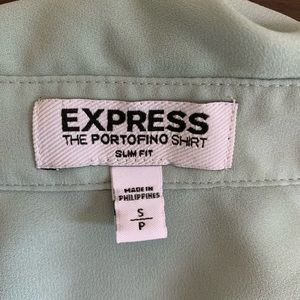 EXPRESS
THE PORTOFINO SHIRT
SLIM FIT
MADE IN
PHILIPPINES
S
P